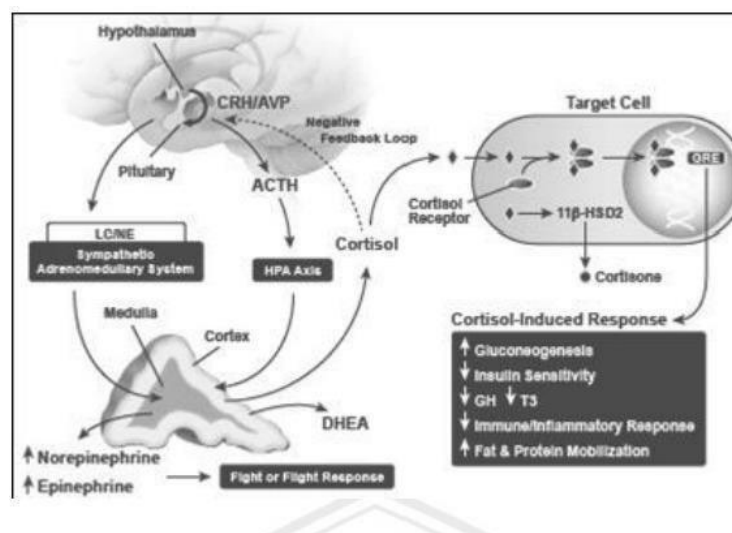 Hypothalamus
CRH/AVP
Negative
Feedback Loop
Pituitary
ACTH
LC/NE
Sympathetic
Adrenomedullary System
HPA Axis
Cortisol
Medulla
Cortex
DHEA
Norepinephrine
Epinephrine
Fight or Flight Response
Target Cell
GRE
Cortisol
Receptor
11β-HSD2
Cortisone
Cortisol-Induced Response
Gluconeogenesis
Insulin Sensitivity
GH T3
Immune/Inflammatory Response
Fat & Protein Mobilization